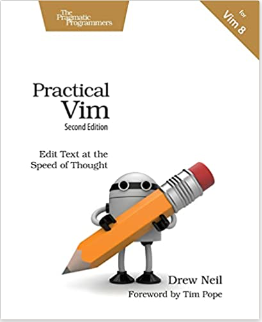 The
Pragmatic
Programmers
for
Vim 8
Practical
Vim
Second Edition
Edit Text at the
Speed of Thought
Drew Neil
Foreword by Tim Pope